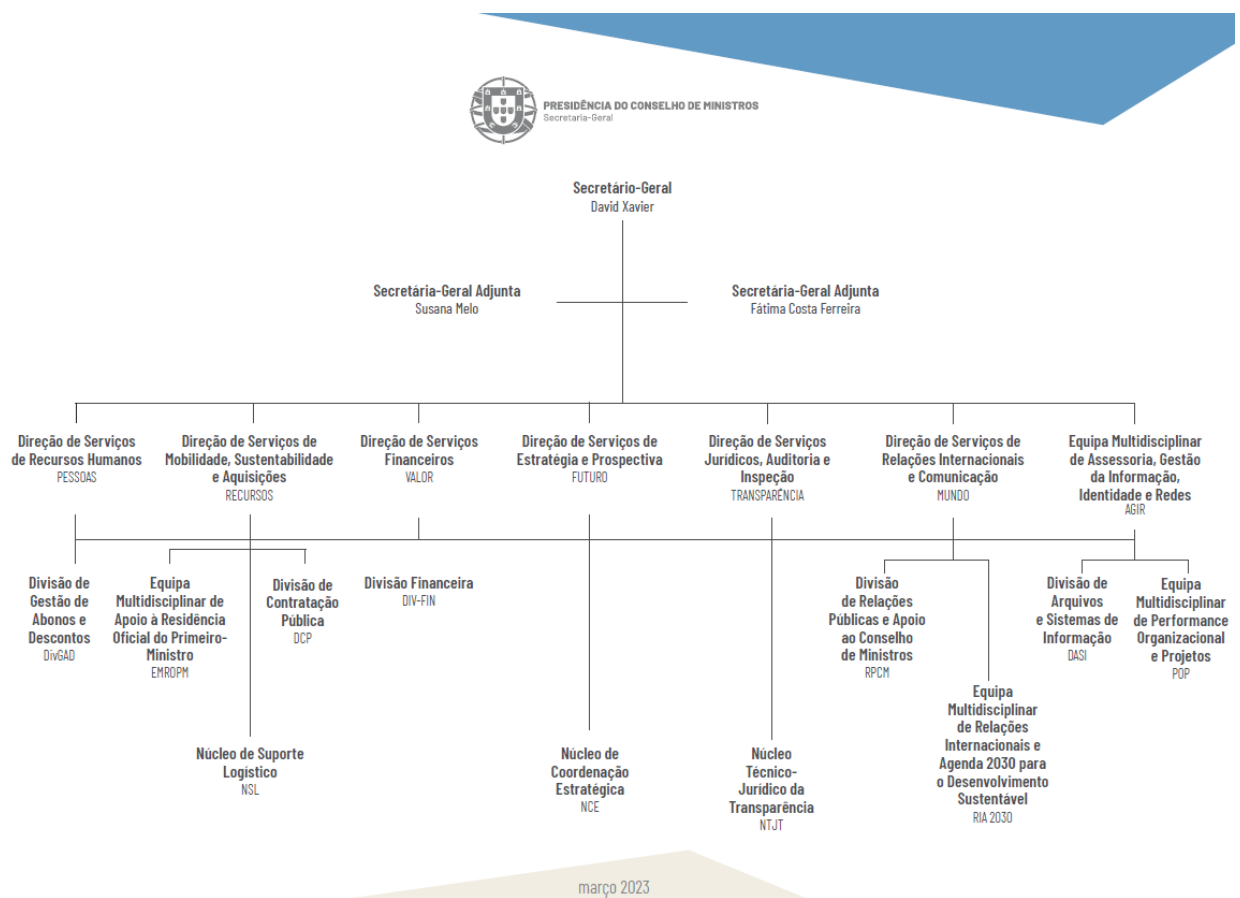 PRESIDÊNCIA DO CONSELHO DE MINISTROS
Secretaria-Geral
Secretário-Geral
David Xavier
Secretária-Geral Adjunta
Susana Melo
Secretária-Geral Adjunta
Fátima Costa Ferreira
Direção de Serviços
de Recursos Humanos
PESSOAS
Direção de Serviços de
Mobilidade, Sustentabilidade
e Aquisições
RECURSOS
Direção de Serviços
Financeiros
VALOR
Direção de Serviços de
Estratégia e Prospectiva
FUTURO
Direção de Serviços
Jurídicos, Auditoria e
Inspeção
TRANSPARÊNCIA
Direção de Serviços de
Relações Internacionais
e Comunicação
MUNDO
Equipa Multidisciplinar
de Assessoria, Gestão
da Informação,
Identidade e Redes
AGIR
Divisão de
Gestão de
Abonos e
Descontos
DivGAD
Equipa
Multidisciplinar de
Apoio à Residência
Oficial do Primeiro-
Ministro
EMROPM
Divisão de
Contratação
Pública
DCP
Divisão Financeira
DIV-FIN
Divisão
de Relações
Públicas e Apoio
ao Conselho
de Ministros
RPCM
Divisão de
Arquivos
e Sistemas de
Informação
DASI
Equipa
Multidisciplinar
de Performance
Organizacional
e Projetos
POP
Núcleo de Suporte
Logístico
NSL
Núcleo de
Coordenação
Estratégica
NCE
Núcleo
Técnico-
Jurídico da
Transparência
NTJT
Equipa
Multidisciplinar
de Relações
Internacionais e
Agenda 2030 para
o Desenvolvimento
Sustentável
RIA 2030
março 2023